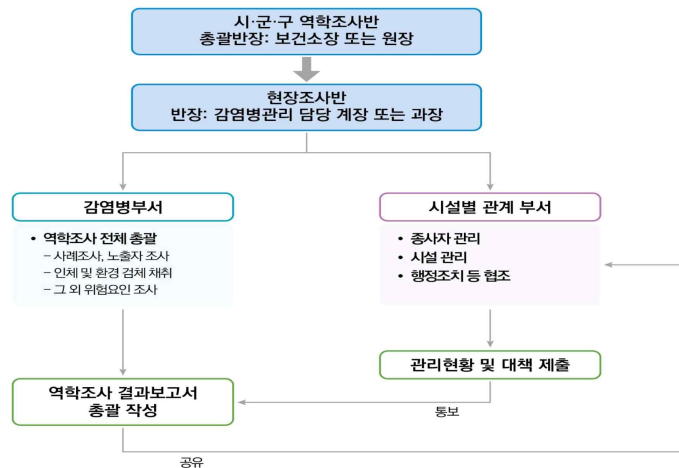 시·군·구 역학조사반
총괄반장: 보건소장 또는 원장
현장조사반
반장: 감염병관리 담당 계장 또는 과장
감염병부서
• 역학조사 전체 총괄
– 사례조사, 노출자 조사
– 인체 및 환경 검체 채취
– 그 외 위험요인 조사
시설별 관계 부서
• 종사자 관리
• 시설 관리
• 행정조치 등 협조
관리현황 및 대책 제출
역학조사 결과보고서
총괄 작성
통보
공유